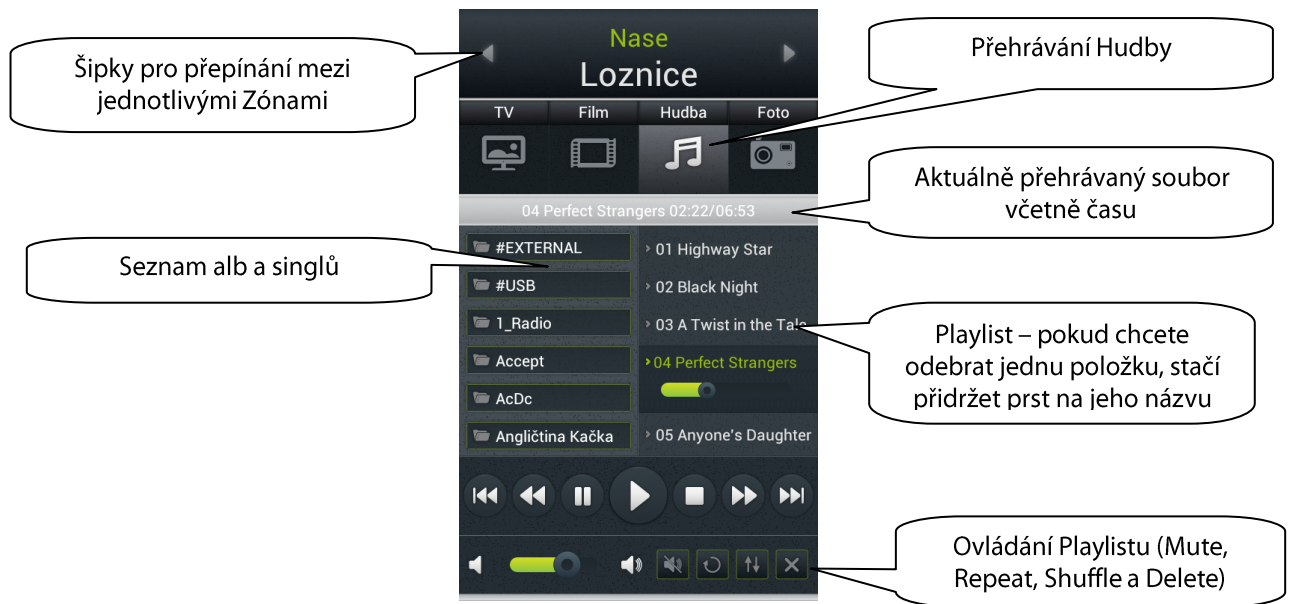 Šipky pro přepínání mezi
jednotlivými Zónami
Seznam alb a singlů
Nase
Loznice
TV Film Hudba Foto
04 Perfect Strangers 02:22/06:53
#EXTERNAL
#USB
1_Radio
Accept
AcDc
Angličtina Kačka
01 Highway Star
02 Black Night
03 A Twist in the Tale
04 Perfect Strangers
05 Anyone's Daughter
Přehrávání Hudby
Aktuálně přehrávaný soubor
včetně času
Playlist – pokud chcete
odebrat jednu položku, stačí
přidržet prst na jeho názvu
Ovládání Playlistu (Mute,
Repeat, Shuffle a Delete)